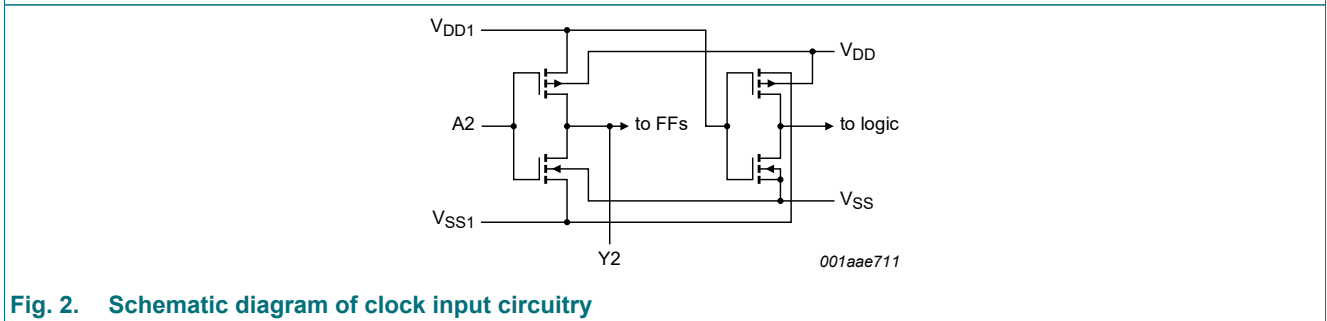 VDD1
VDD
A2
to FFs
to logic
VSS1
VSS
Y2
001aae711
Fig. 2. Schematic diagram of clock input circuitry